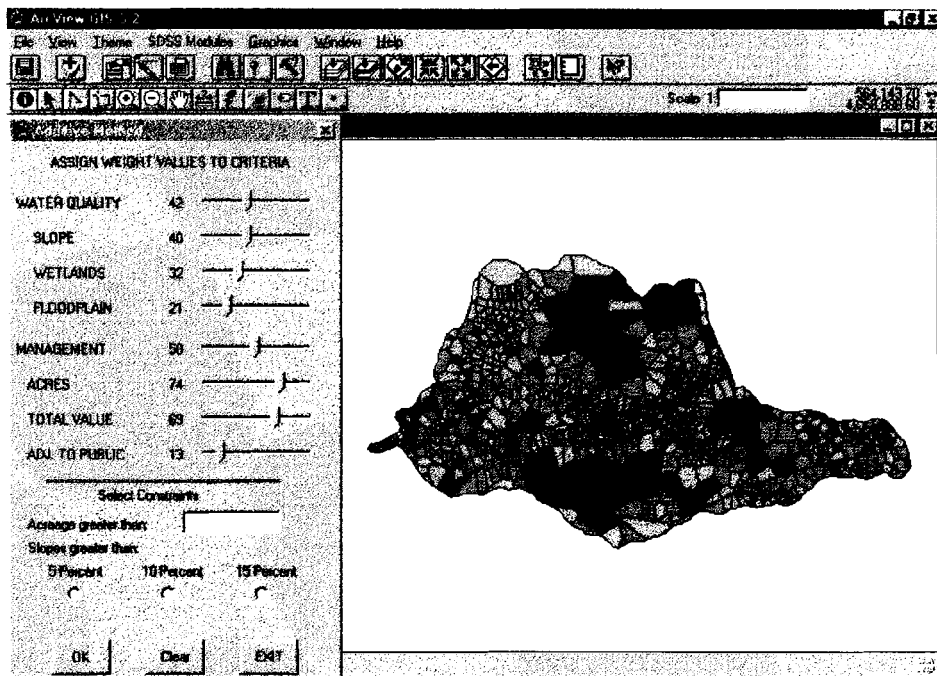 ArcView GIS 3.2
File View Theme SDSS Modules Graphics Window Help
Scale 1:
Additive Method
ASSIGN WEIGHT VALUES TO CRITERIA
WATER QUALITY 42
SLOPE 40
WETLANDS 32
FLOODPLAIN 21
MANAGEMENT 50
ACRES 74
TOTAL VALUE 69
ADJ. TO PUBLIC 13
Select Constraints
Acreage greater than:
Slopes greater than:
5 Percent 10 Percent 15 Percent
OK Clear EXIT